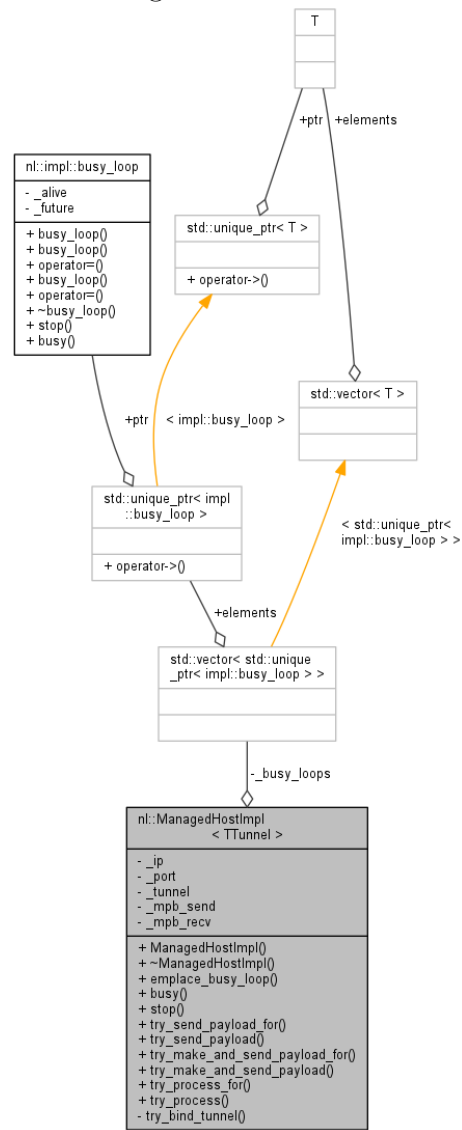 T
+ptr
+elements
nl::impl::busy_loop
- _alive
- _future
+ busy_loop()
+ busy_loop()
+ operator=()
+ busy_loop()
+ operator=()
+ ~busy_loop()
+ stop()
+ busy()
std::unique_ptr< T >
+ operator->()
std::vector< T >
+ptr
< impl::busy_loop >
std::unique_ptr< impl
::busy_loop >
+ operator->()
< std::unique_ptr<
impl::busy_loop > >
+elements
std::vector< std::unique
_ptr< impl::busy_loop > >
-_busy_loops
nl::ManagedHostImpl
< TTunnel >
- _ip
- _port
- _tunnel
- _mpb_send
- _mpb_recv
+ ManagedHostImpl()
+ ~ManagedHostImpl()
+ emplace_busy_loop()
+ busy()
+ stop()
+ try_send_payload_for()
+ try_send_payload()
+ try_make_and_send_payload_for()
+ try_make_and_send_payload()
+ try_process_for()
+ try_process()
- try_bind_tunnel()